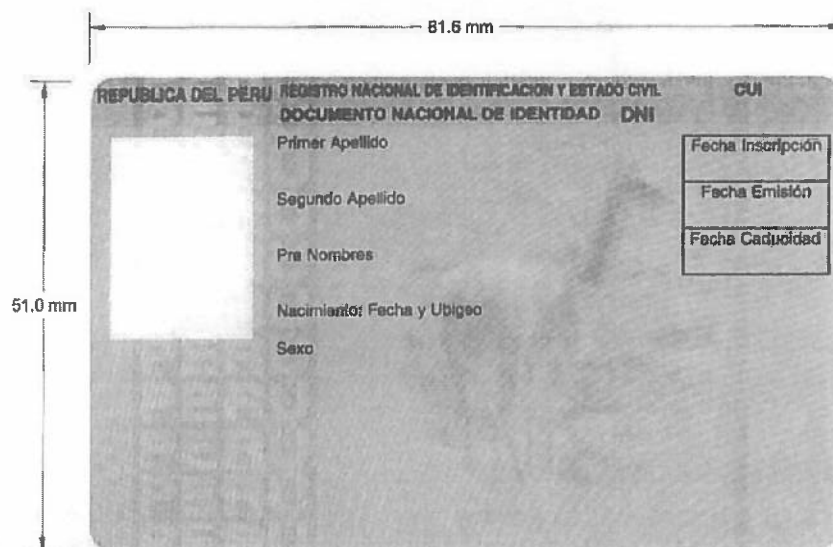 81.6 mm
REPUBLICA DEL PERU REGISTRO NACIONAL DE IDENTIFICACION Y ESTADO CIVIL CUI
DOCUMENTO NACIONAL DE IDENTIDAD DNI
Primer Apellido
Fecha Inscripción
Segundo Apellido
Fecha Emisión
Pre Nombres
Fecha Caducidad
51.0 mm
Nacimiento: Fecha y Ubigeo
Sexo